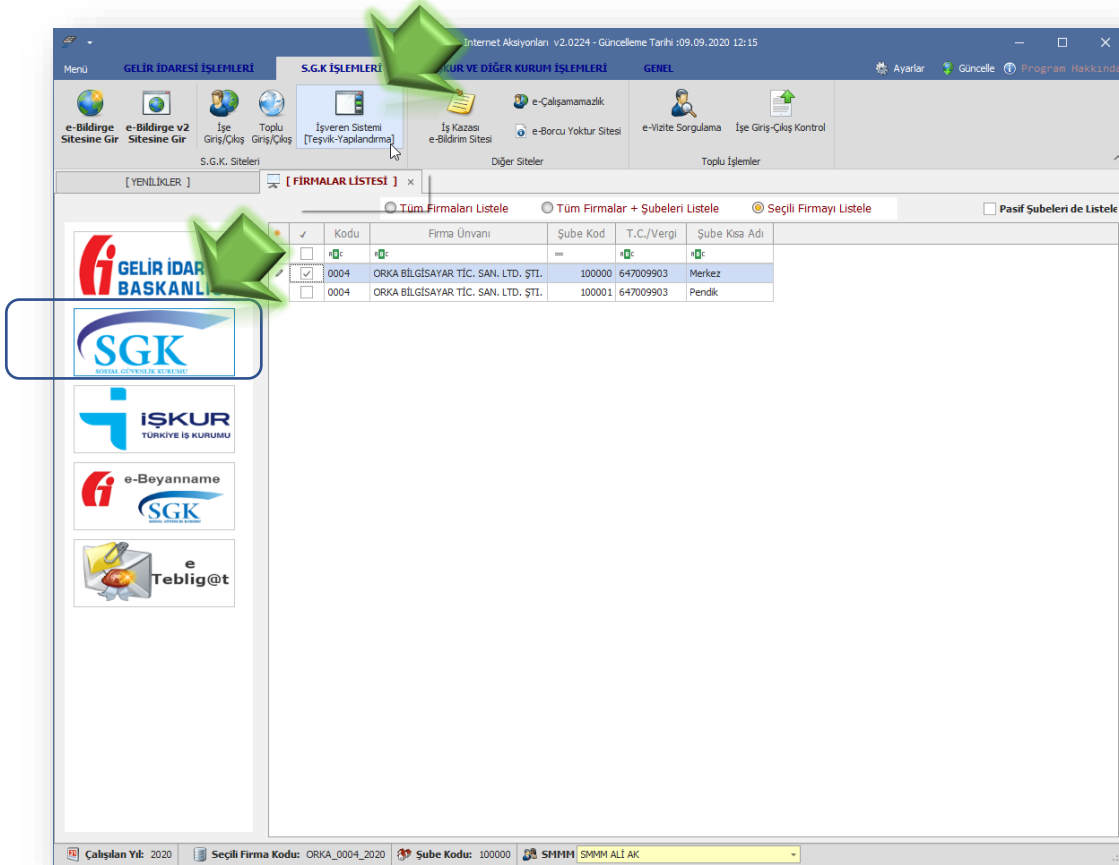 Internet Aksiyonları v2.0224 - Güncelleme Tarihi :09.09.2020 12:15
Menü GELİR İDARESİ İŞLEMLERİ S.G.K İŞLEMLERİ VE DİĞER KURUM İŞLEMLERİ GENEL Ayarlar Güncelle Program Hakkında
e-Bildirge Sitesine Gir
e-Bildirge v2 Sitesine Gir
İşe Giriş/Çıkış
Toplu Giriş/Çıkış
İşveren Sistemi [Teşvik-Yapılandırma]
İş Kazası e-Bildirim Sitesi
e-Çalışamamazlık
e-Borcu Yoktur Sitesi
e-Vizite Sorgulama
İşe Giriş-Çıkış Kontrol
S.G.K. Siteleri Diğer Siteler Toplu İşlemler
[ YENİLİKLER ] [ FİRMALAR LİSTESİ ] ×
Tüm Firmaları Listele Tüm Firmalar + Şubeleri Listele Seçili Firmayı Listele Pasif Şubeleri de Listele
Kodu Firma Ünvanı Şube Kod T.C./Vergi Şube Kısa Adı
0004 ORKA BİLGİSAYAR TİC. SAN. LTD. ŞTİ. 100000 647009903 Merkez
0004 ORKA BİLGİSAYAR TİC. SAN. LTD. ŞTİ. 100001 647009903 Pendik
GELİR
SGK
SOSYAL GÜVENLİK KURUMU
İŞKUR
TÜRKİYE İŞ KURUMU
e-Beyanname
SGK
e
Teblig@t
Çalışılan Yıl: 2020 Seçili Firma Kodu: ORKA_0004_2020 Şube Kodu: 100000 SMMM SMMM ALİ AK